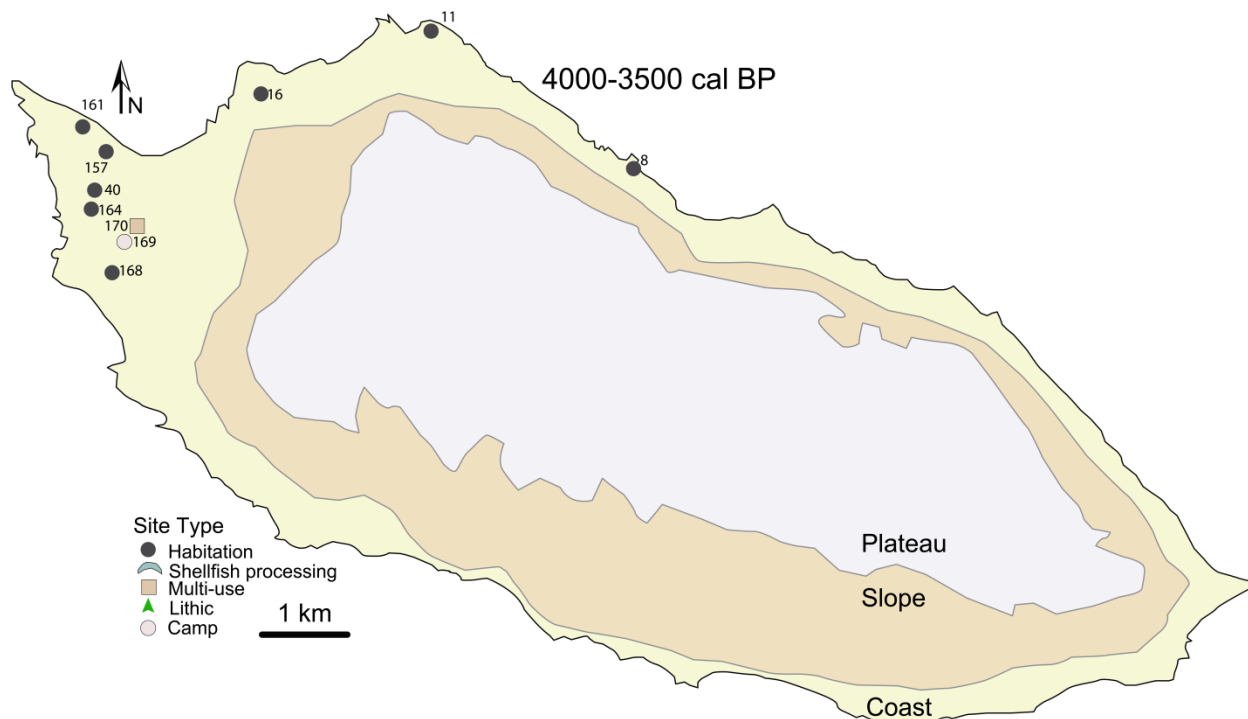 11
4000-3500 cal BP
16
161
N
157
8
40
164
170
169
168
Plateau
Slope
Coast
Site Type
Habitation
Shellfish processing
Multi-use
Lithic
Camp
1 km